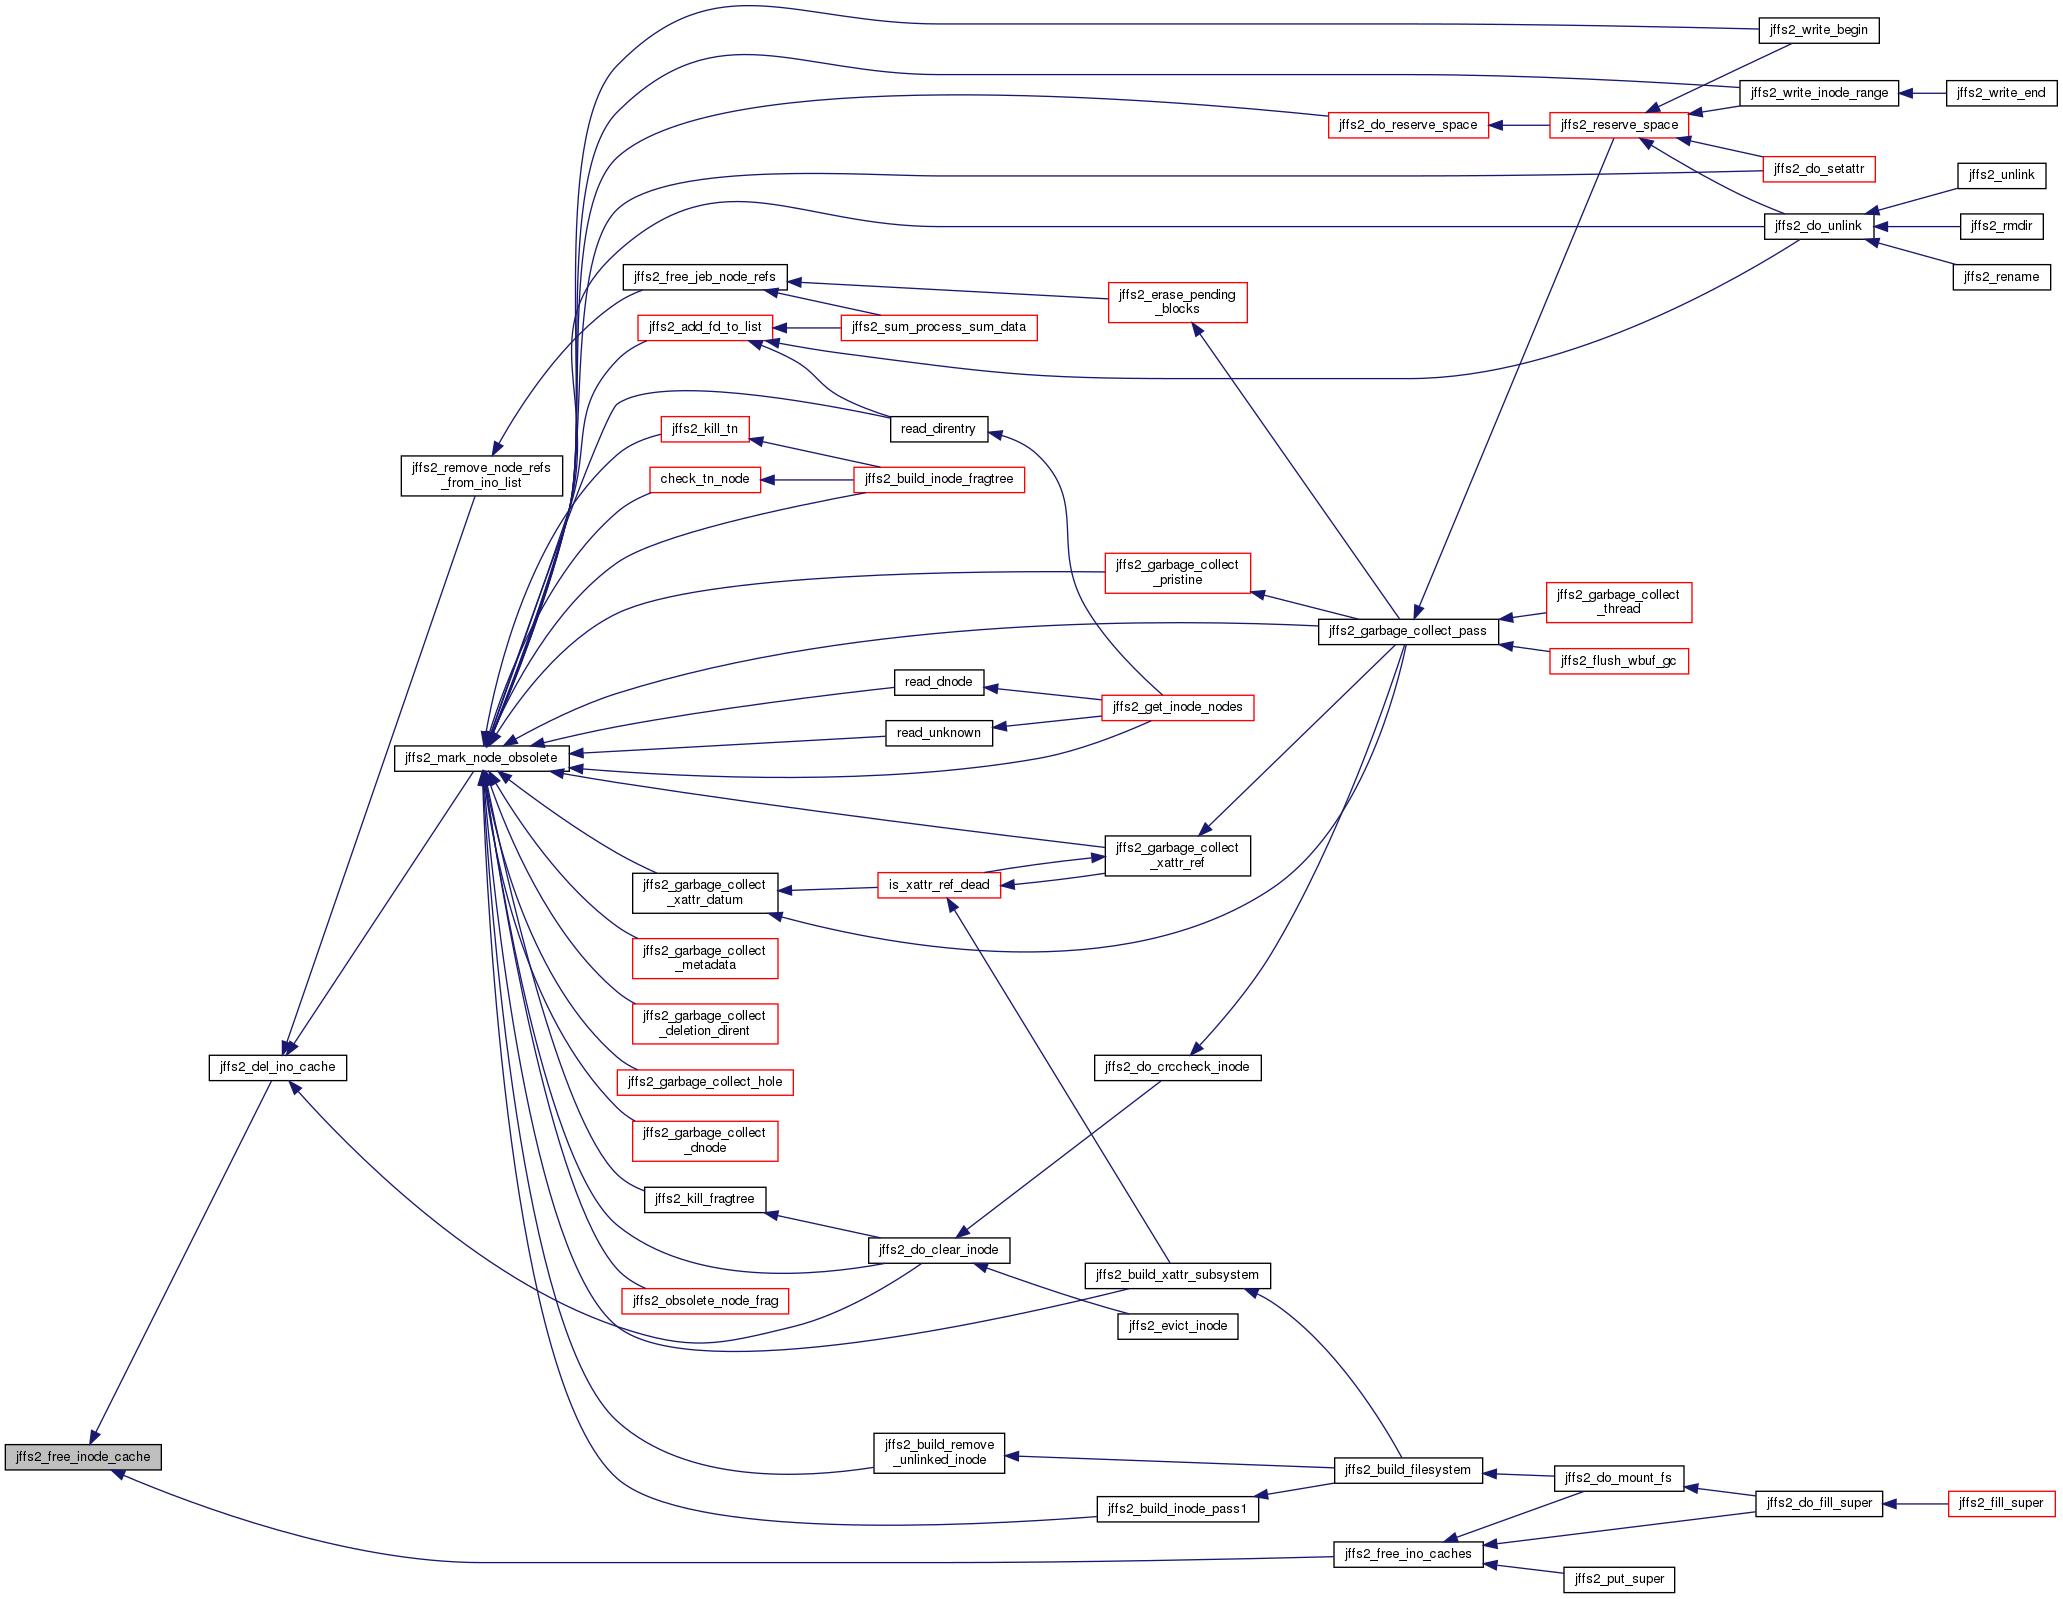 jffs2_write_begin
jffs2_write_inode_range
jffs2_write_end
jffs2_do_reserve_space
jffs2_reserve_space
jffs2_do_setattr
jffs2_unlink
jffs2_do_unlink
jffs2_rmdir
jffs2_rename
jffs2_free_jeb_node_refs
jffs2_erase_pending
_blocks
jffs2_add_fd_to_list
jffs2_sum_process_sum_data
jffs2_kill_tn
read_direntry
jffs2_remove_node_refs
_from_ino_list
check_tn_node
jffs2_build_inode_fragtree
jffs2_garbage_collect
_pristine
jffs2_garbage_collect
_thread
jffs2_garbage_collect_pass
jffs2_flush_wbuf_gc
read_dnode
jffs2_get_inode_nodes
read_unknown
jffs2_mark_node_obsolete
jffs2_garbage_collect
_xattr_ref
jffs2_garbage_collect
_xattr_datum
is_xattr_ref_dead
jffs2_garbage_collect
_metadata
jffs2_garbage_collect
_deletion_dirent
jffs2_del_ino_cache
jffs2_do_crccheck_inode
jffs2_garbage_collect_hole
jffs2_garbage_collect
_dnode
jffs2_kill_fragtree
jffs2_do_clear_inode
jffs2_build_xattr_subsystem
jffs2_obsolete_node_frag
jffs2_evict_inode
jffs2_free_inode_cache
jffs2_build_remove
_unlinked_inode
jffs2_build_filesystem
jffs2_do_mount_fs
jffs2_build_inode_pass1
jffs2_do_fill_super
jffs2_fill_super
jffs2_free_ino_caches
jffs2_put_super